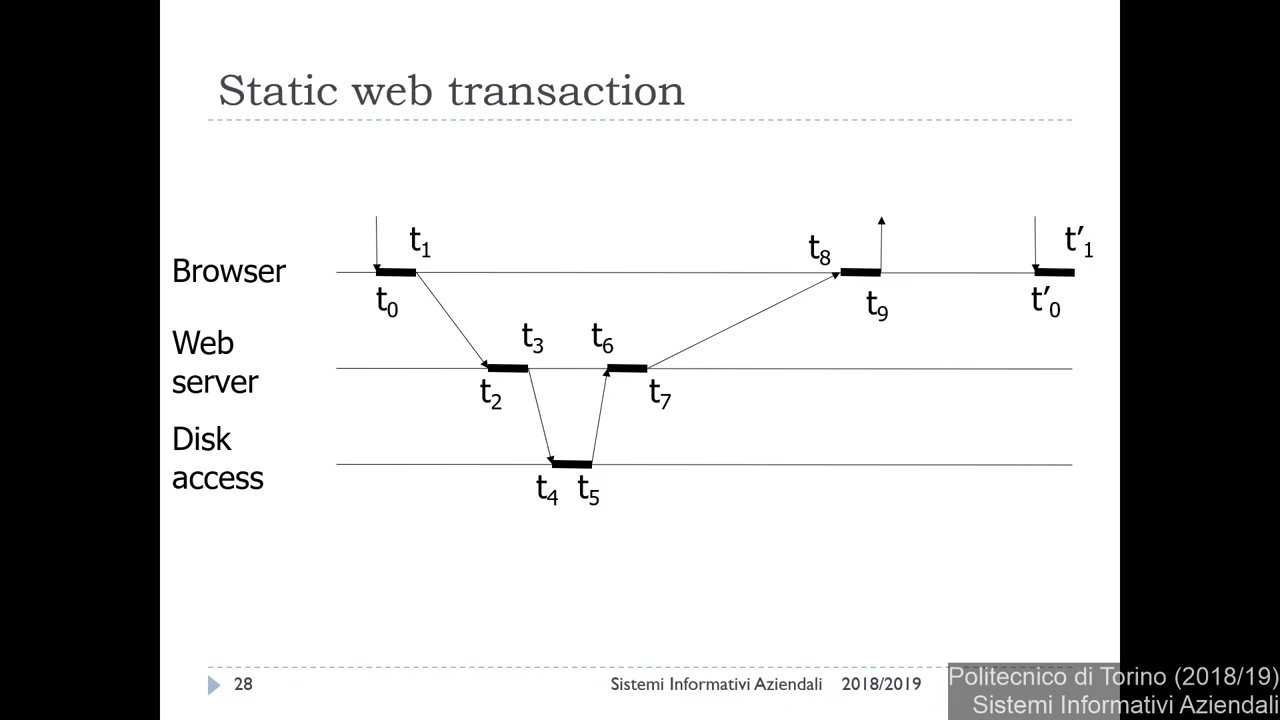 Static web transaction
t1
t8
t'1
Browser
t0
t9
t'0
t3
t6
Web
server
t2
t7
Disk
access
t4
t5
28
Sistemi Informativi Aziendali
2018/2019
Politecnico di Torino (2018/19)
Sistemi Informativi Aziendali